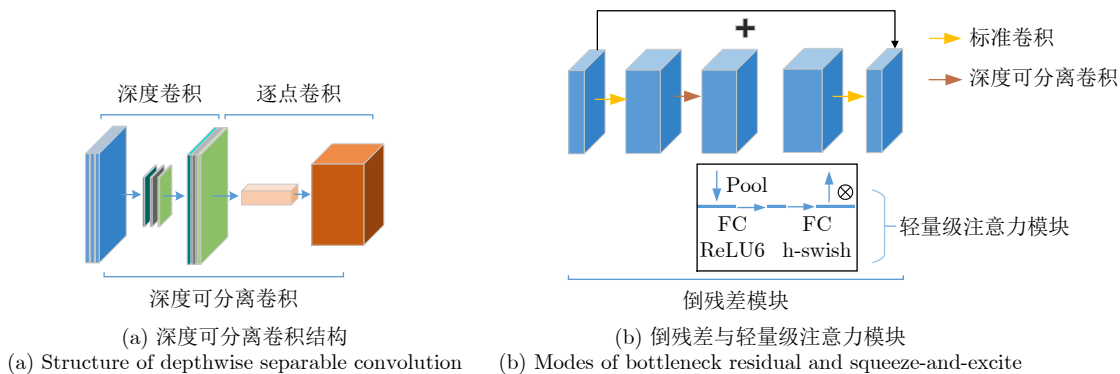 深度卷积
逐点卷积
深度可分离卷积
(a) 深度可分离卷积结构
(a) Structure of depthwise separable convolution
+
标准卷积
深度可分离卷积
Pool
⊗
FC
FC
ReLU6
h-swish
轻量级注意力模块
倒残差模块
(b) 倒残差与轻量级注意力模块
(b) Modes of bottleneck residual and squeeze-and-excite